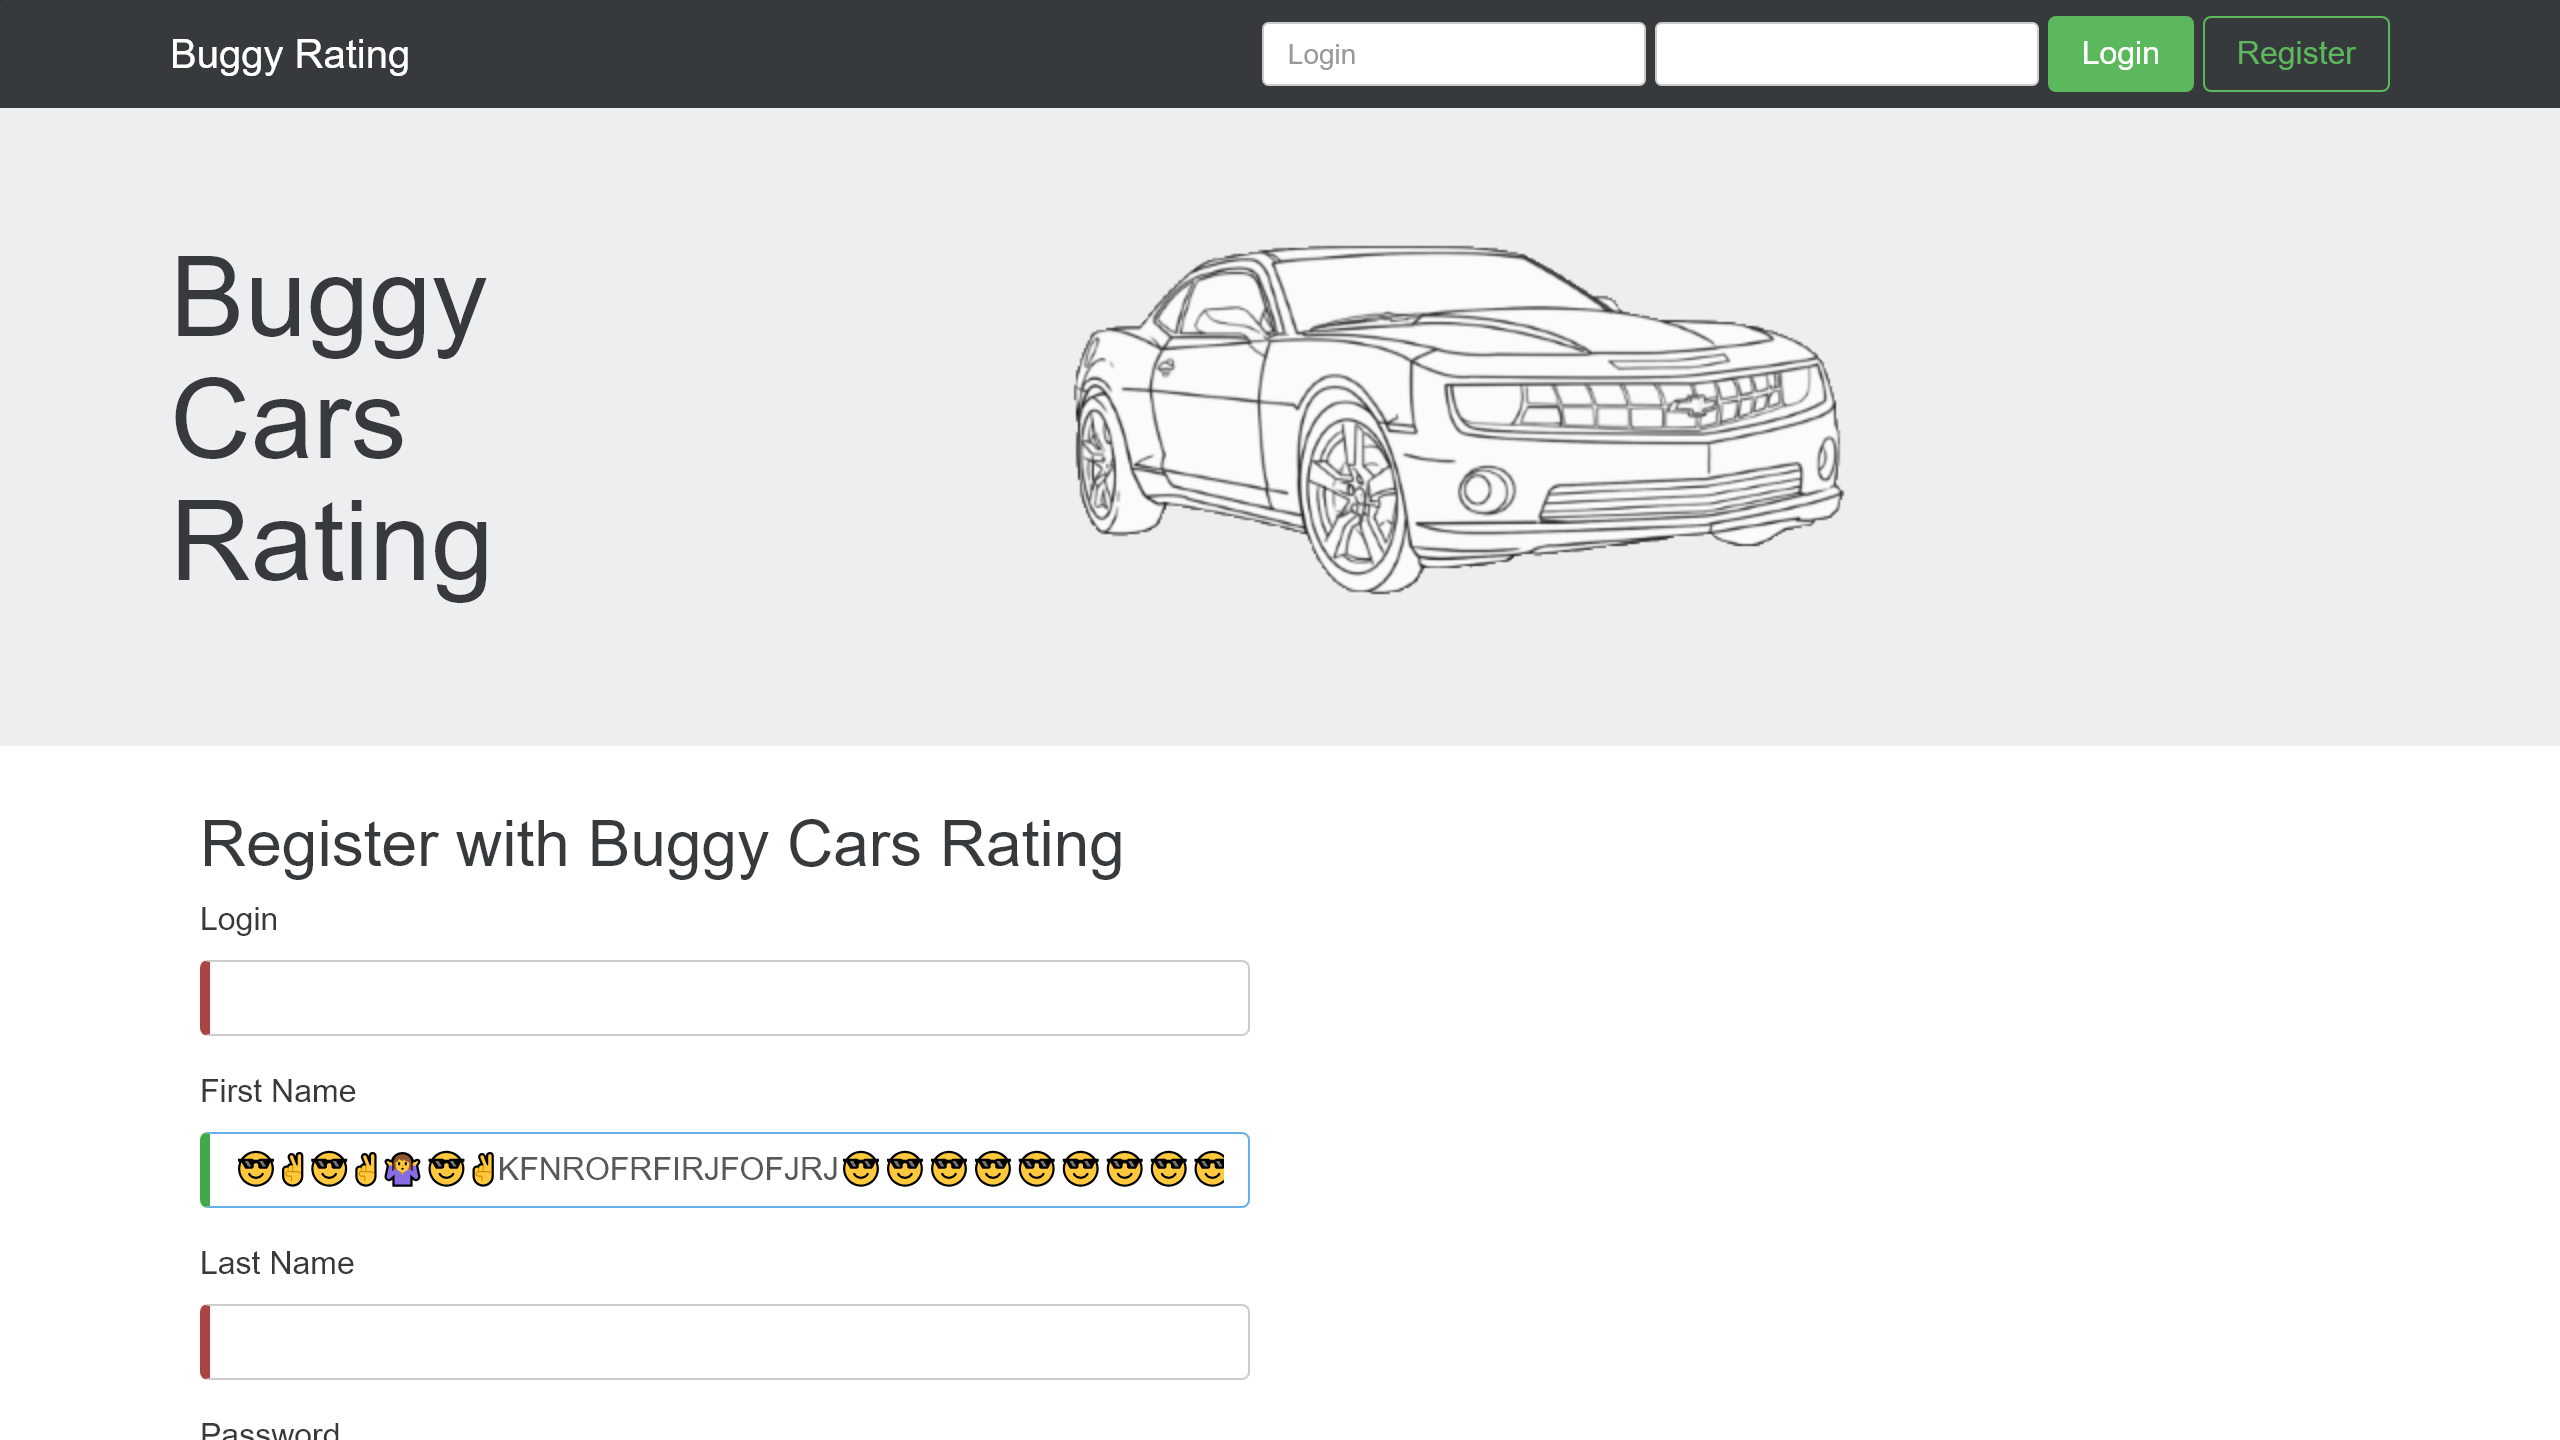 Buggy Rating
Login
Login
Register
Buggy
Cars
Rating
Register with Buggy Cars Rating
Login
First Name
😎✌😎✌🤷‍♀️😎✌KFNROFRFIRJFOFJRJ😎😎😎😎😎😎😎😎😎
Last Name
Password